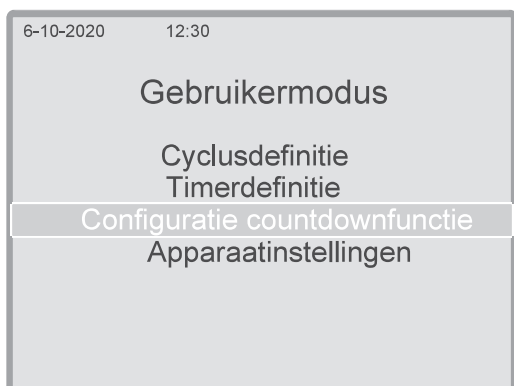 6-10-2020 12:30
Gebruikermodus
Cyclusdefinitie
Timerdefinitie
Configuratie countdownfunctie
Apparaatinstellingen